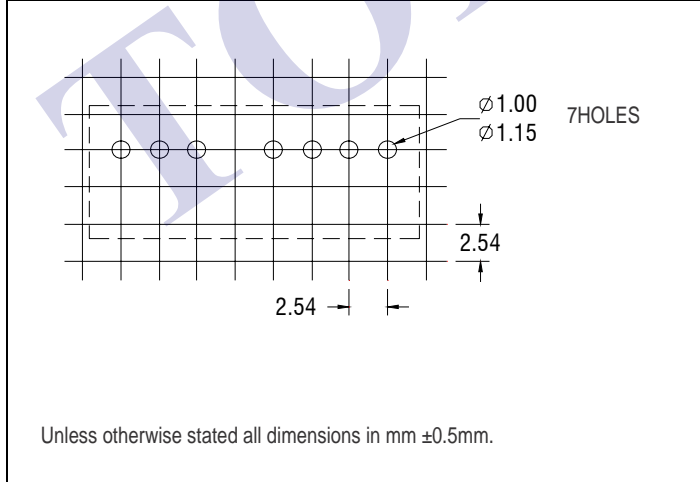 ⌀1.00 7HOLES
⌀1.15
2.54
2.54
Unless otherwise stated all dimensions in mm ±0.5mm.